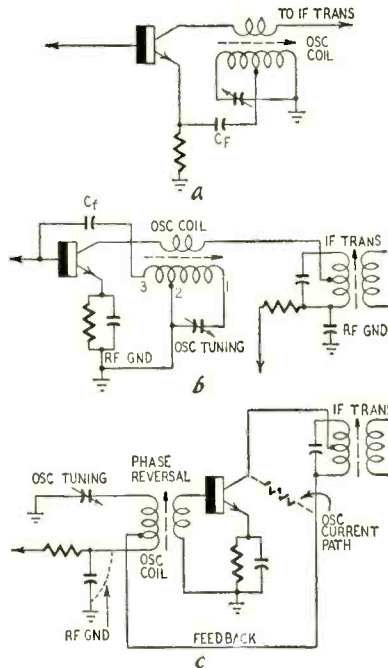 TO IF TRANS
OSC
COIL
CF
a
Cf
OSC COIL
IF TRANS
3
2
1
RF GND
OSC TUNING
RF GND
b
IF TRANS
PHASE
REVERSAL
OSC TUNING
OSC
CURRENT
PATH
OSC
COIL
RF GND
FEEDBACK
c